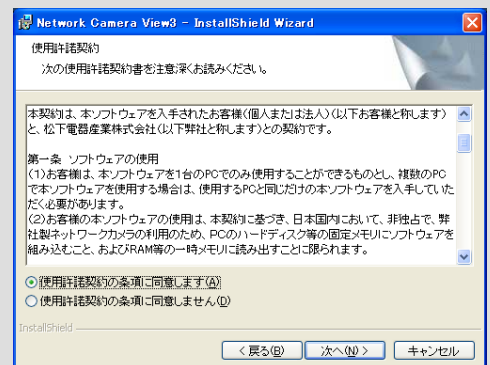 Network Camera View3 - InstallShield Wizard
使用許諾契約
次の使用許諾契約書を注意深くお読みください。
本契約は、本ソフトウェアを入手されたお客様(個人または法人)(以下お客様と称します)
と、松下電器産業株式会社(以下弊社と称します)との契約です。
第一条 ソフトウェアの使用
(1)お客様は、本ソフトウェアを1台のPCでのみ使用することができるものとし、複数のPC
で本ソフトウェアを使用する場合は、使用するPCと同じだけの本ソフトウェアを入手していた
だく必要があります。
(2)お客様の本ソフトウェアの使用は、本契約に基づき、日本国内において、非独占で、弊
社製ネットワークカメラの利用のため、PCのハードディスク等の固定メモリにソフトウェアを
組み込むこと、およびRAM等の一時メモリに読み出すことに限られます。
使用許諾契約の条項に同意します(A)
使用許諾契約の条項に同意しません(D)
InstallShield
< 戻る(B)
次へ(N) >
キャンセル